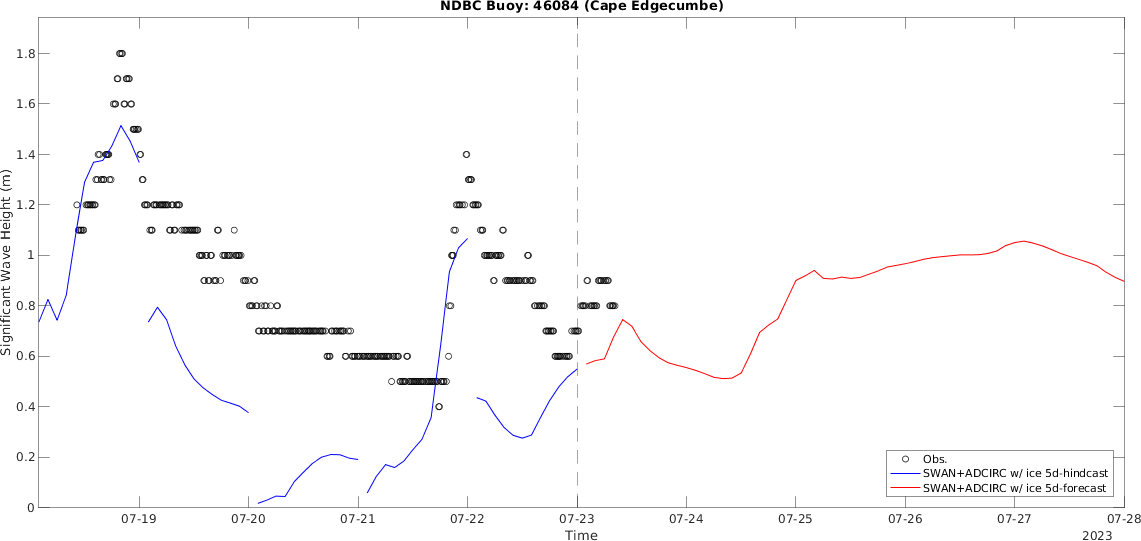 NDBC Buoy: 46084 (Cape Edgecumbe)
Significant Wave Height (m)
1.8
1.6
1.4
1.2
1
0.8
0.6
0.4
0.2
0
Obs.
SWAN+ADCIRC w/ ice 5d-hindcast
SWAN+ADCIRC w/ ice 5d-forecast
07-19 07-20 07-21 07-22 07-23 07-24 07-25 07-26 07-27 07-28
Time
2023